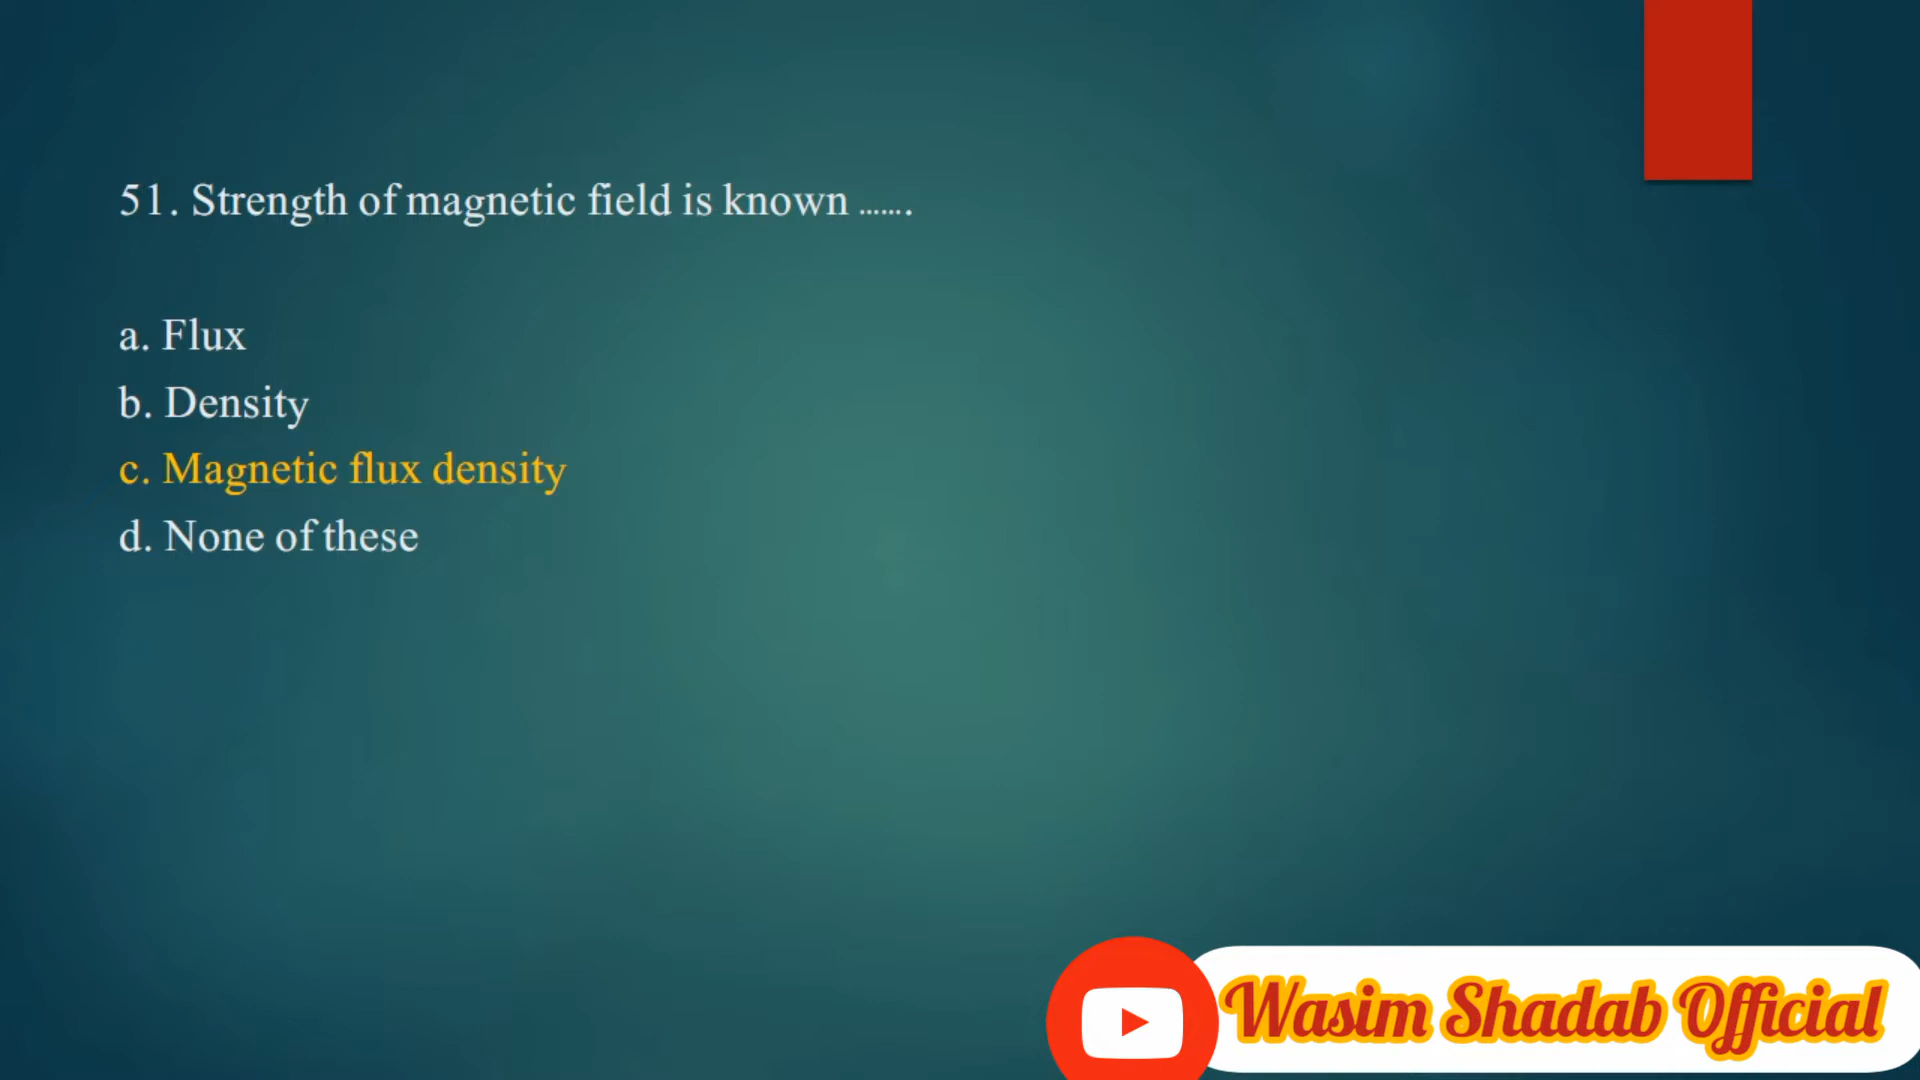 51. Strength of magnetic field is known …….
a. Flux
b. Density
c. Magnetic flux density
d. None of these
Wasim Shadab Official